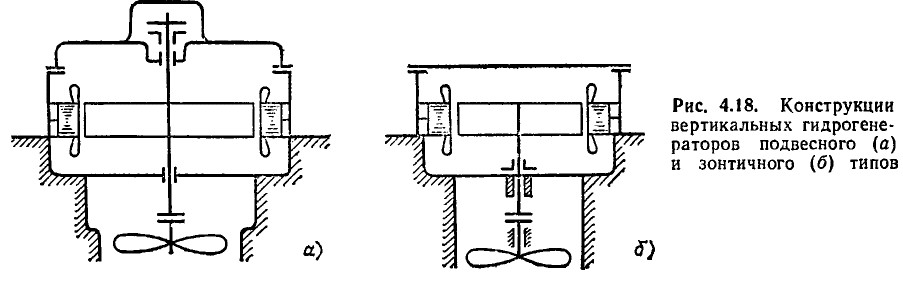 Рис. 4.18. Конструкции
вертикальных гидрогене-
раторов подвесного (а)
и зонтичного (б) типов
а)
б)